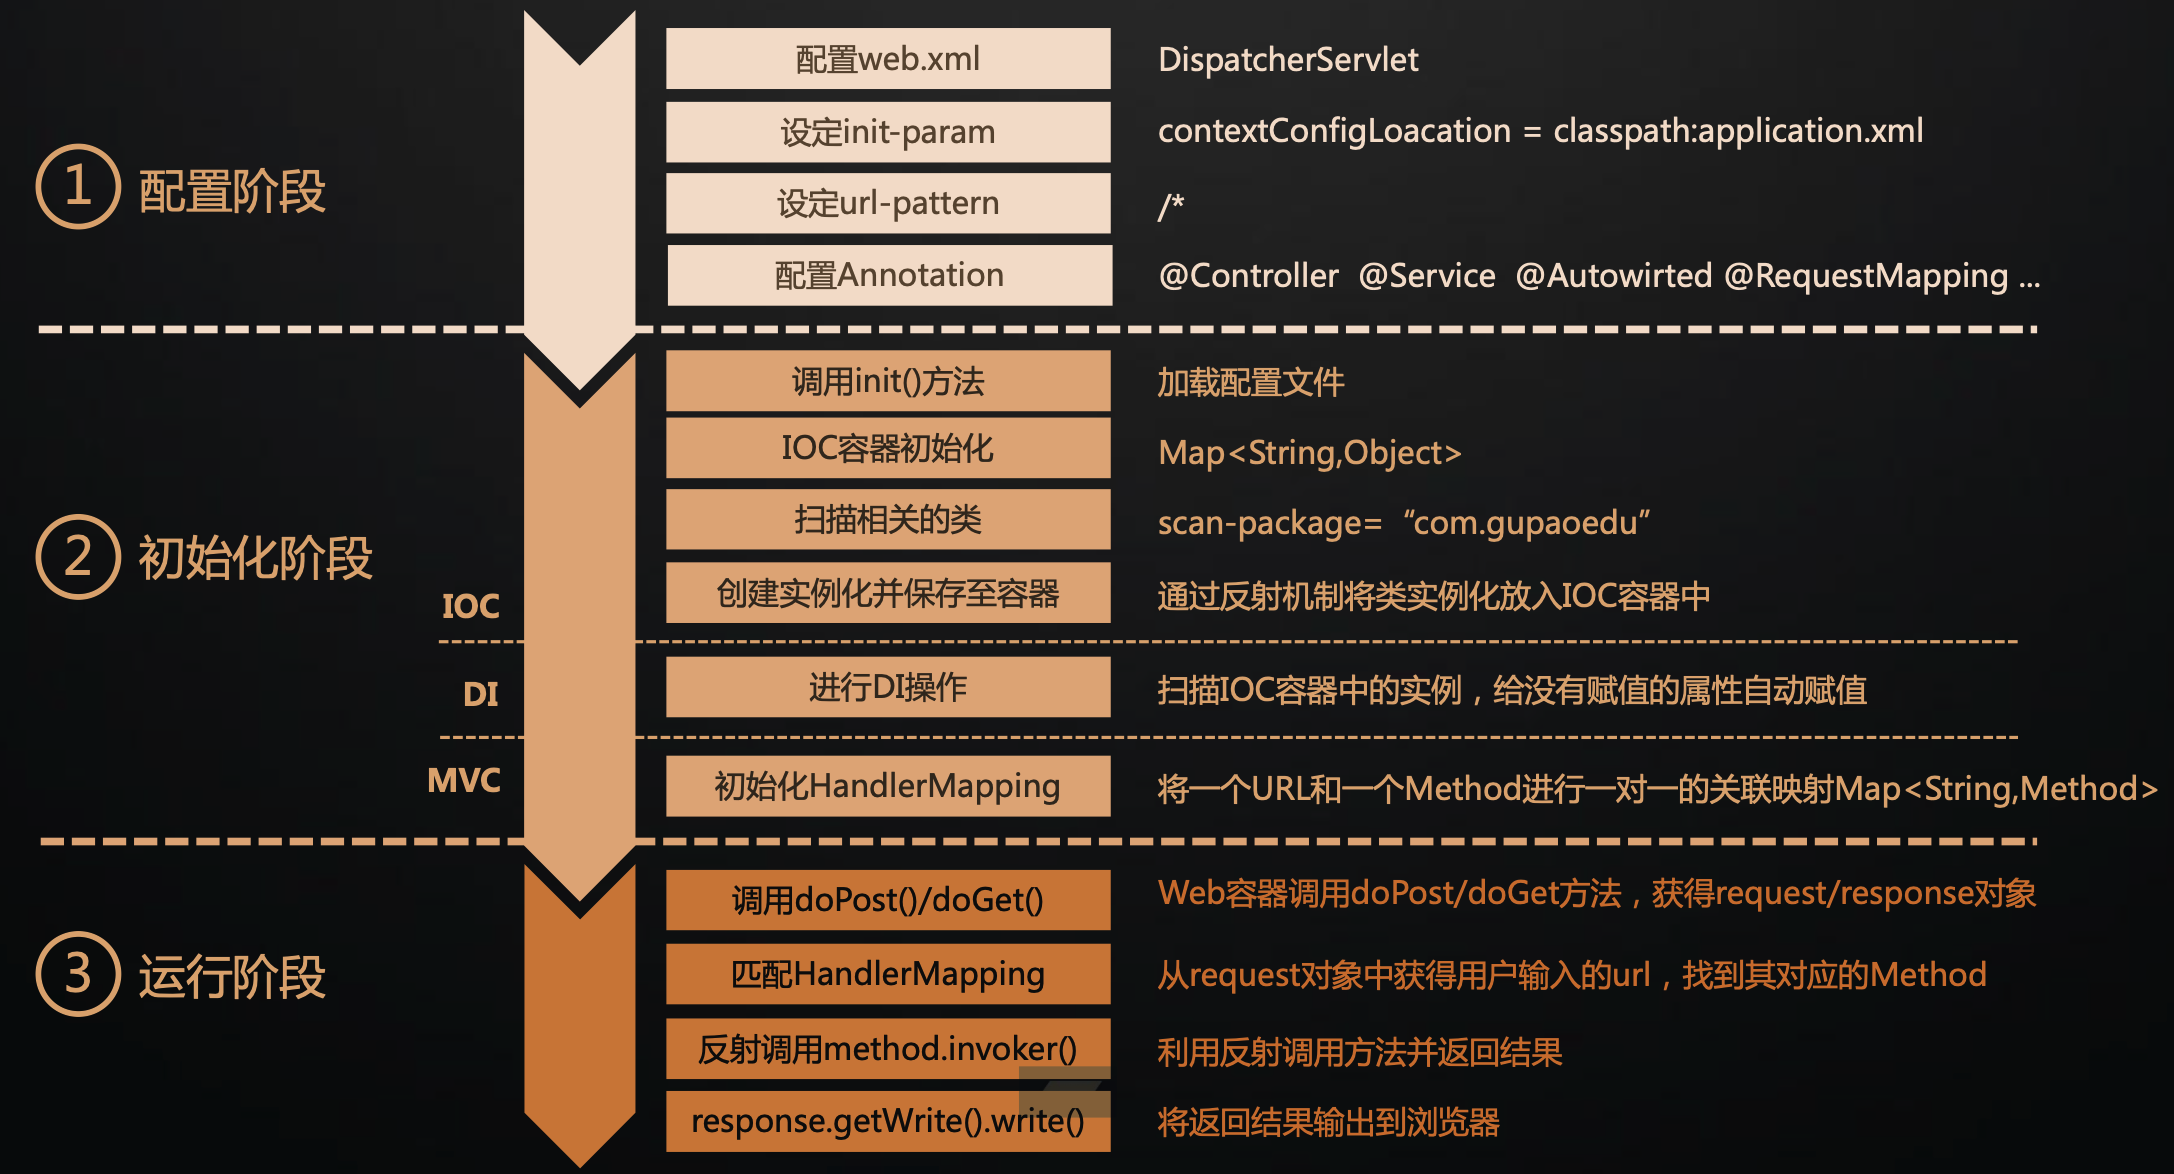 ① 配置阶段
配置web.xml DispatcherServlet
设定init-param contextConfigLoacation = classpath:application.xml
设定url-pattern /*
配置Annotation @Controller @Service @Autowirted @RequestMapping ...
② 初始化阶段
调用init()方法 加载配置文件
IOC容器初始化 Map<String,Object>
扫描相关的类 scan-package=“com.gupaoedu”
IOC 创建实例化并保存至容器 通过反射机制将类实例化放入IOC容器中
DI 进行DI操作 扫描IOC容器中的实例，给没有赋值的属性自动赋值
MVC 初始化HandlerMapping 将一个URL和一个Method进行一对一的关联映射Map<String,Method>
③ 运行阶段
调用doPost()/doGet() Web容器调用doPost/doGet方法，获得request/response对象
匹配HandlerMapping 从request对象中获得用户输入的url，找到其对应的Method
反射调用method.invoker() 利用反射调用方法并返回结果
response.getWrite().write() 将返回结果输出到浏览器